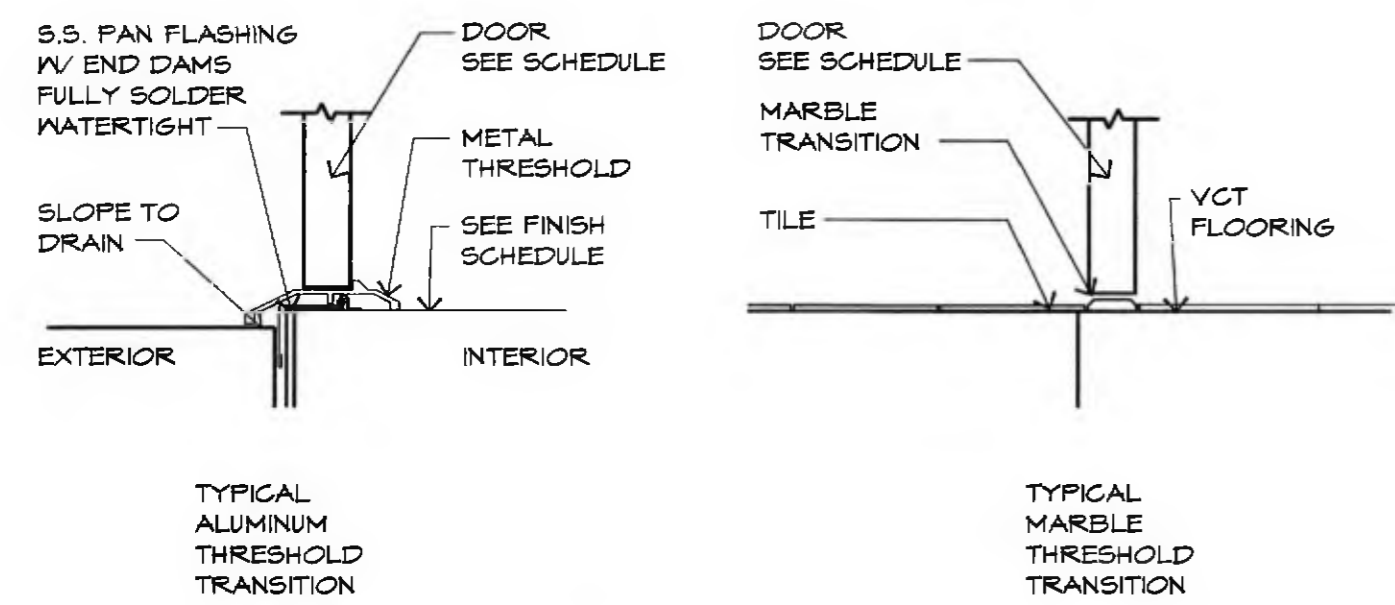 S.S. PAN FLASHING
W/ END DAMS
FULLY SOLDER
WATERTIGHT
DOOR
SEE SCHEDULE
METAL
THRESHOLD
SLOPE TO
DRAIN
SEE FINISH
SCHEDULE
EXTERIOR
INTERIOR
TYPICAL
ALUMINUM
THRESHOLD
TRANSITION
DOOR
SEE SCHEDULE
MARBLE
TRANSITION
TILE
VCT
FLOORING
TYPICAL
MARBLE
THRESHOLD
TRANSITION